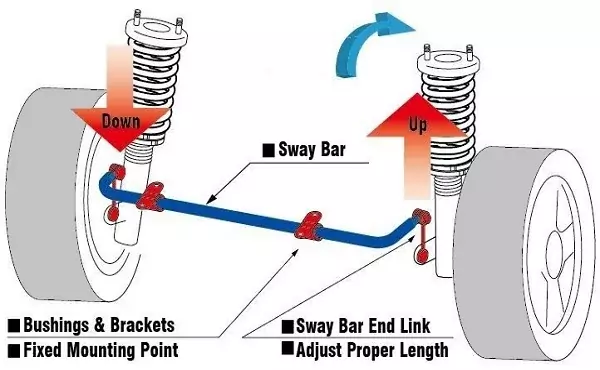 Down
Up
■ Sway Bar
■ Bushings & Brackets
■ Fixed Mounting Point
■ Sway Bar End Link
■ Adjust Proper Length